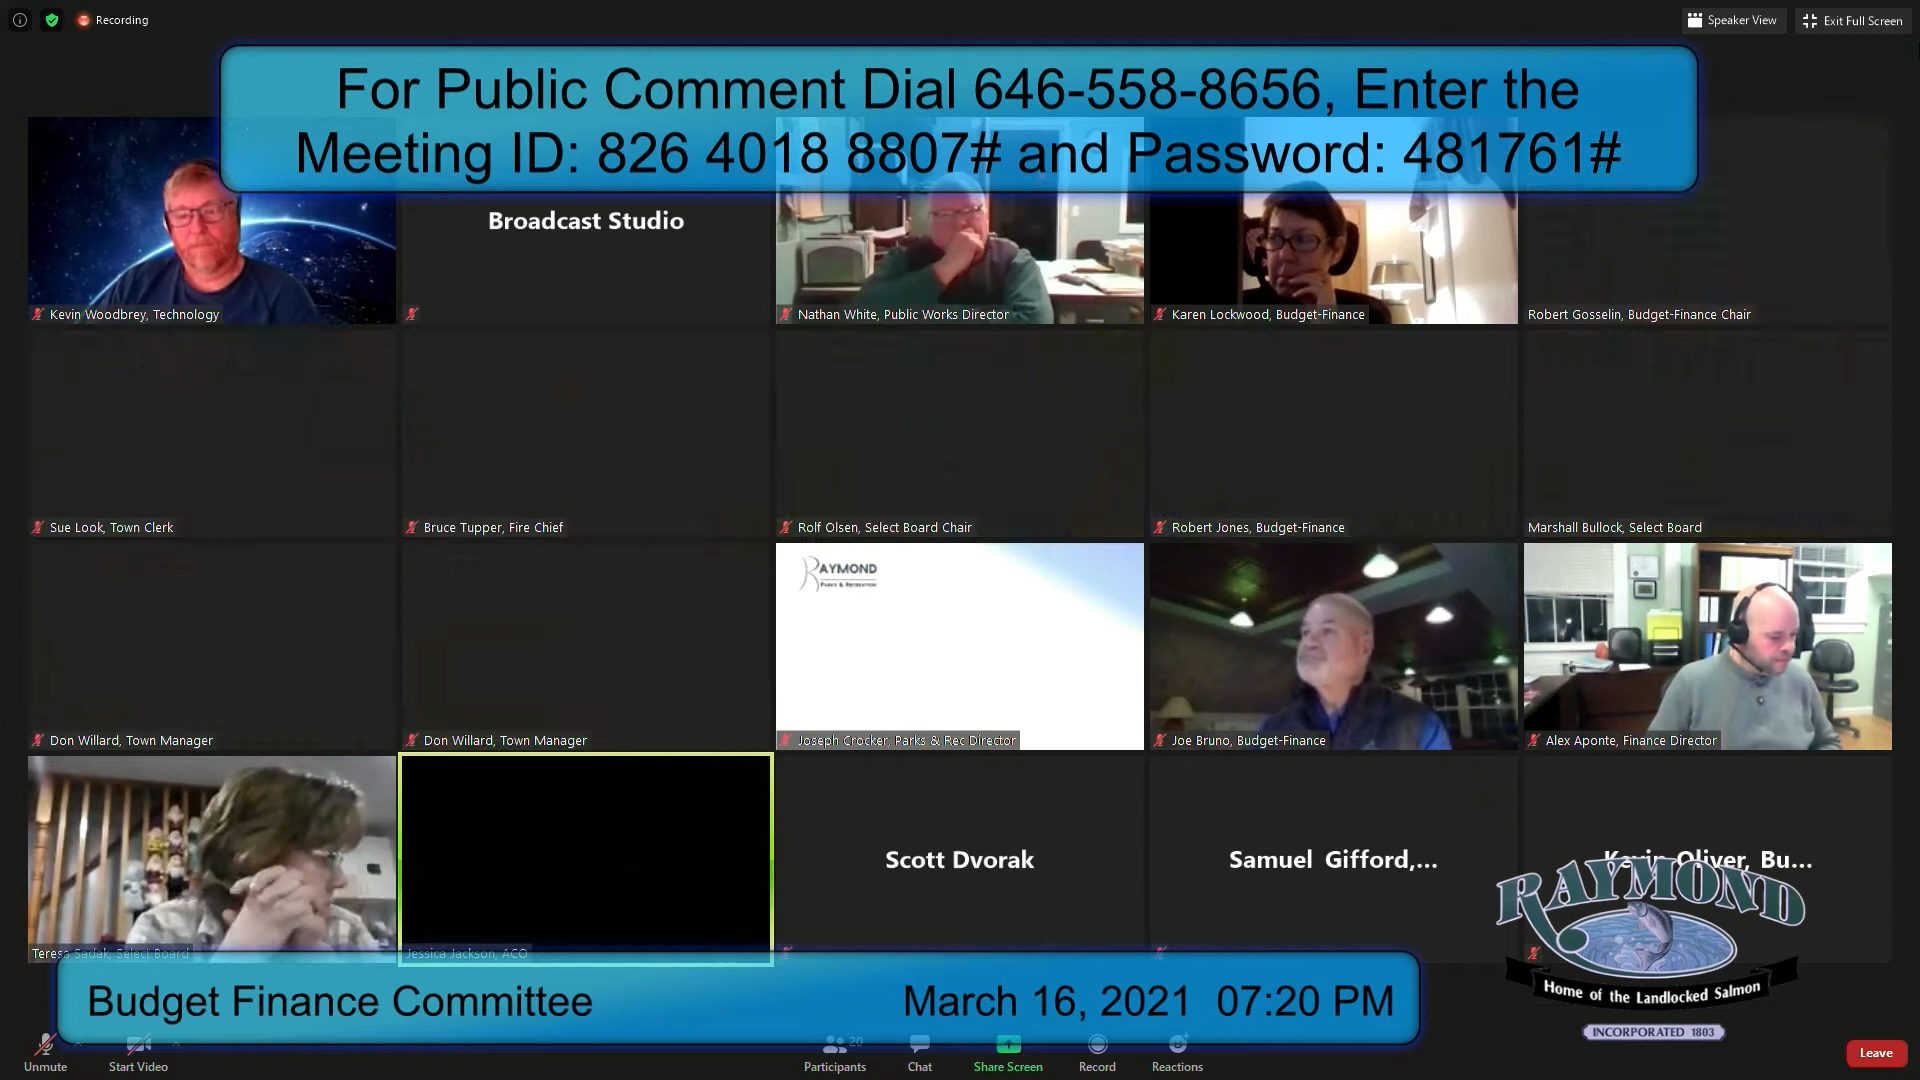 Recording
Speaker View
Exit Full Screen
For Public Comment Dial 646-558-8656, Enter the
Meeting ID: 826 4018 8807# and Password: 481761#
Broadcast Studio
Kevin Woodbrey, Technology
Nathan White, Public Works Director
Karen Lockwood, Budget-Finance
Robert Gosselin, Budget-Finance Chair
Sue Look, Town Clerk
Bruce Tupper, Fire Chief
Rolf Olsen, Select Board Chair
Robert Jones, Budget-Finance
Marshall Bullock, Select Board
RAYMOND
PARKS & RECREATION
Don Willard, Town Manager
Don Willard, Town Manager
Joseph Crocker, Parks & Rec Director
Joe Bruno, Budget-Finance
Alex Aponte, Finance Director
Scott Dvorak
Samuel Gifford,...
Kevin Oliver, Bu...
Teresa Sadak, Select Board
Jessica Jackson, ACO
RAYMOND
Home of the Landlocked Salmon
INCORPORATED 1803
Budget Finance Committee
March 16, 2021 07:20 PM
Unmute
Start Video
20
Participants
Chat
Share Screen
Record
Reactions
Leave